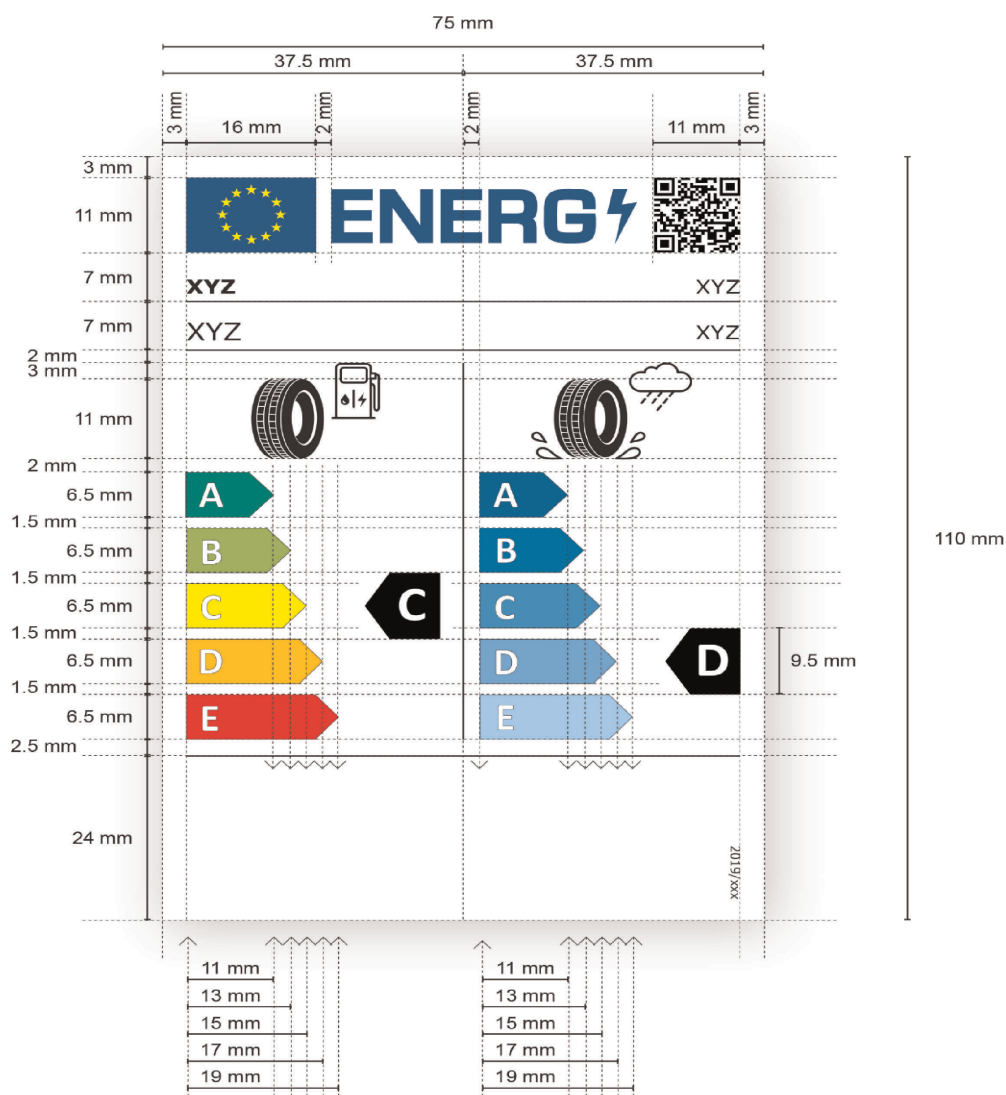 75 mm
37.5 mm 37.5 mm
3 mm 16 mm 2 mm 2 mm 11 mm 3 mm
3 mm
11 mm ENERG
7 mm XYZ XYZ
7 mm XYZ XYZ
2 mm
3 mm
11 mm
2 mm
6.5 mm A A
1.5 mm
6.5 mm B B
110 mm
1.5 mm
6.5 mm C C C
1.5 mm
6.5 mm D D D 9.5 mm
1.5 mm
6.5 mm E E
2.5 mm
24 mm
2019/xxx
11 mm 11 mm
13 mm 13 mm
15 mm 15 mm
17 mm 17 mm
19 mm 19 mm